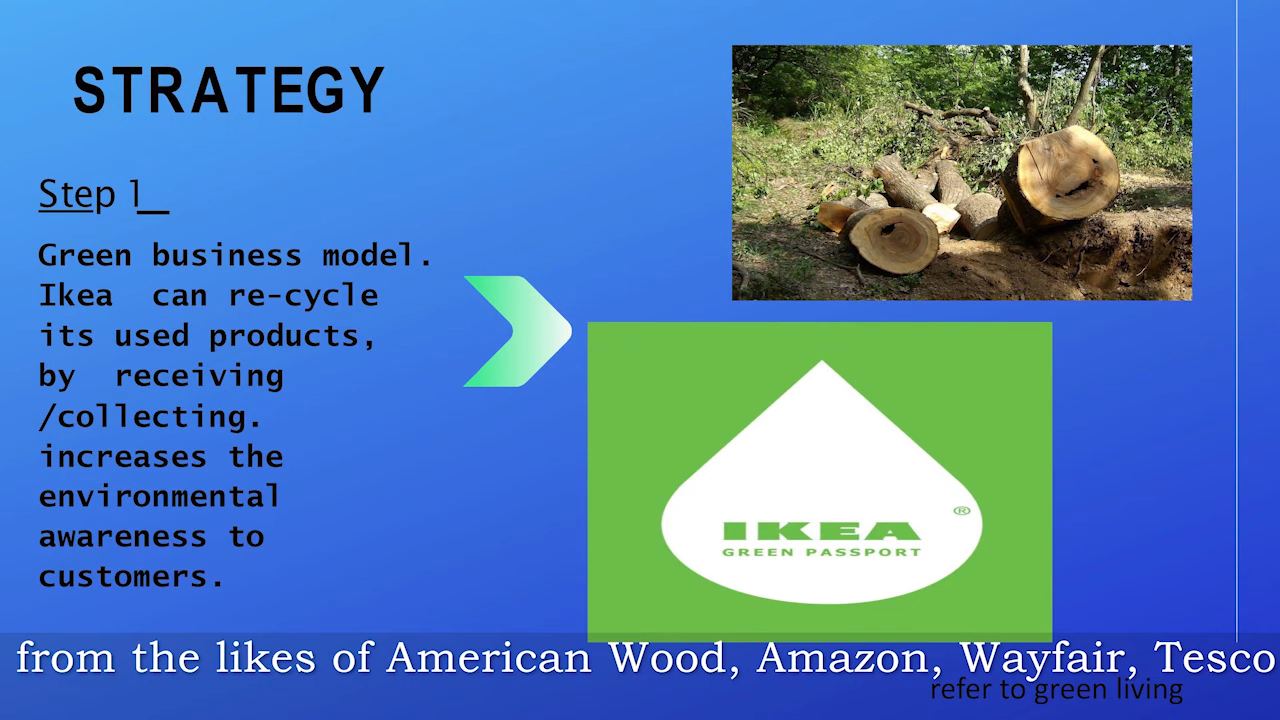 STRATEGY
Step 1
Green business model.
Ikea can re-cycle
its used products,
by receiving
/collecting.
increases the
environmental
awareness to
customers.
IKEA
®
GREEN PASSPORT
from the likes of American Wood, Amazon, Wayfair, Tesco
refer to green living